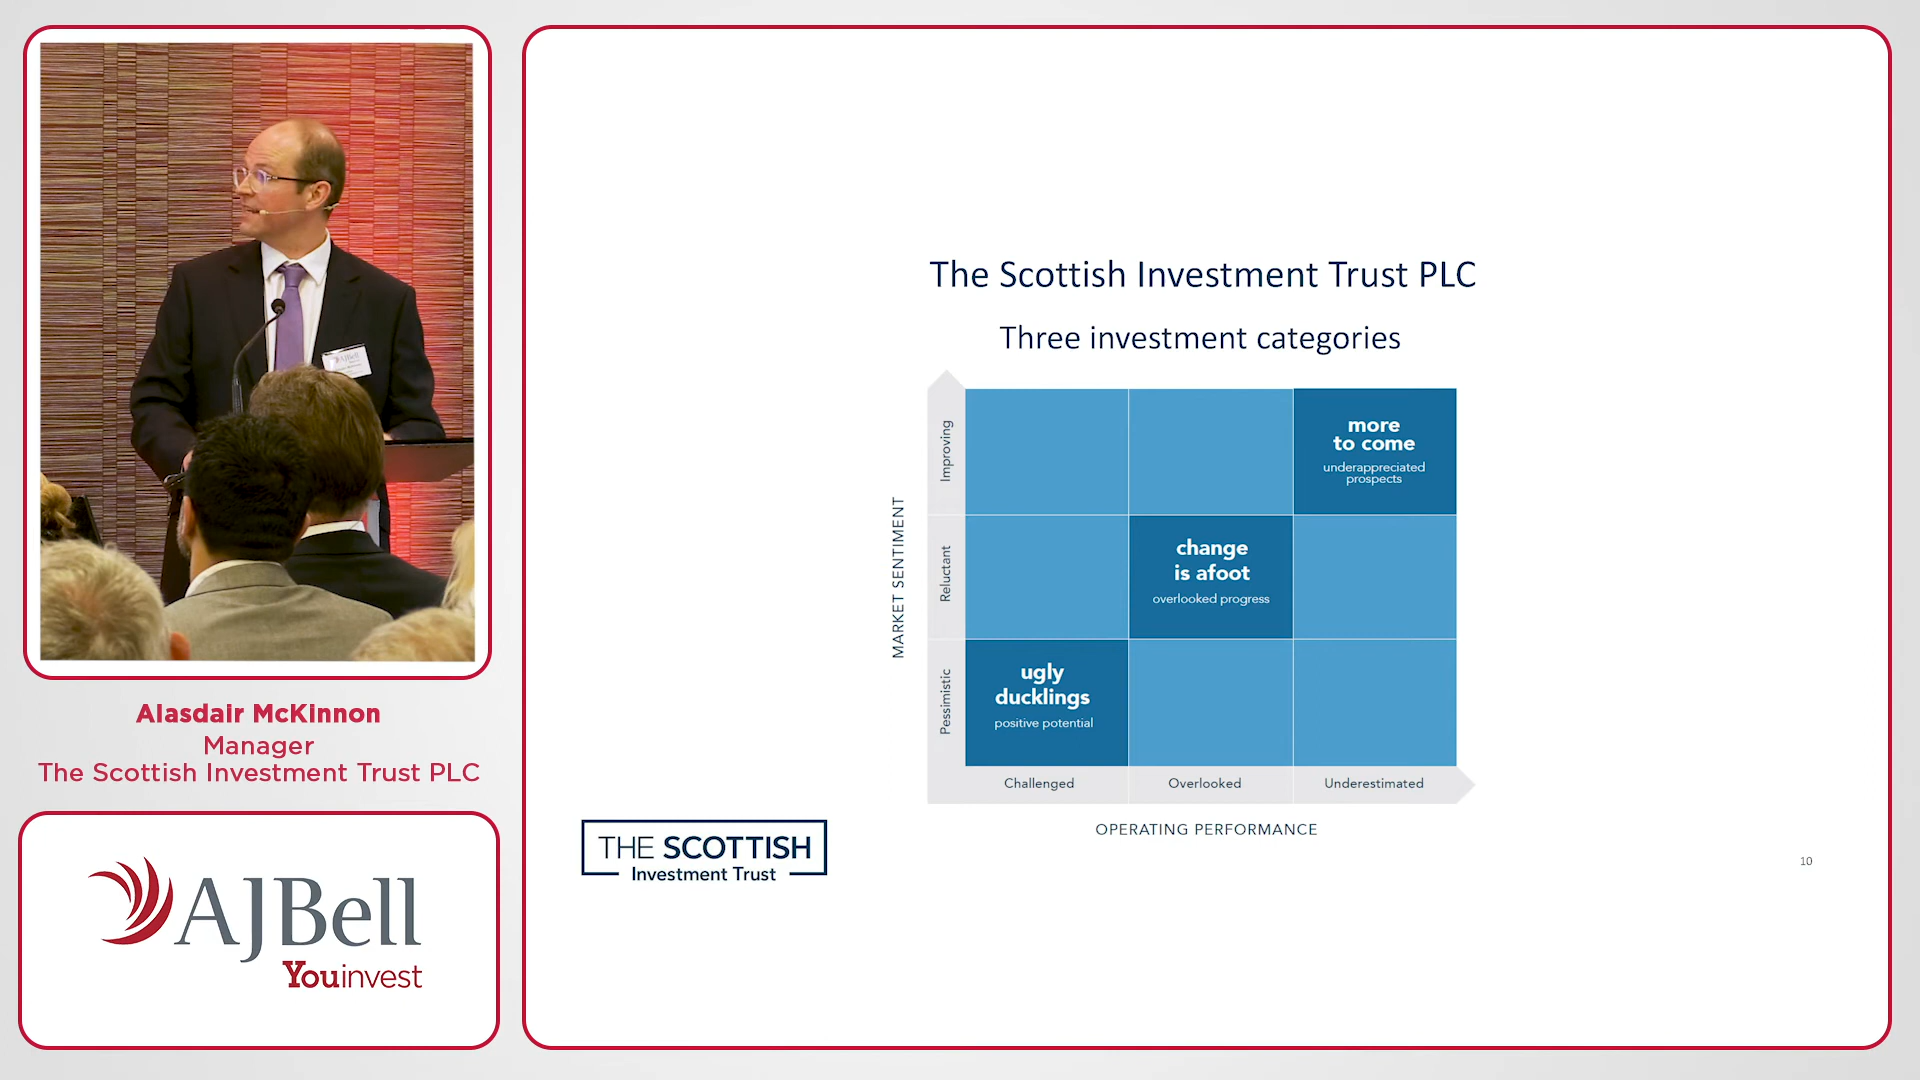 Alasdair McKinnon
Manager
The Scottish Investment Trust PLC
AJBell
Youinvest
The Scottish Investment Trust PLC
Three investment categories
MARKET SENTIMENT
Improving
Reluctant
Pessimistic
more
to come
underappreciated
prospects
change
is afoot
overlooked progress
ugly
ducklings
positive potential
Challenged
Overlooked
Underestimated
OPERATING PERFORMANCE
THE SCOTTISH
Investment Trust
10
AJBell